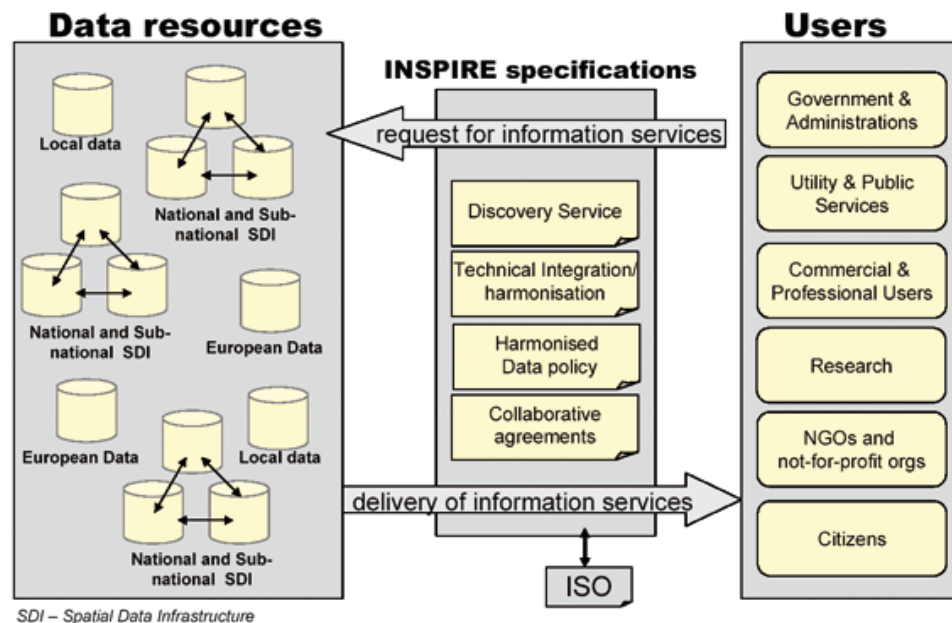 Data resources
Local data
National and Sub-
national SDI
National and Sub-
national SDI
European Data
European Data
Local data
National and Sub-
national SDI
INSPIRE specifications
request for information services
Discovery Service
Technical Integration/
harmonisation
Harmonised
Data policy
Collaborative
agreements
delivery of information services
ISO
Users
Government &
Administrations
Utility & Public
Services
Commercial &
Professional Users
Research
NGOs and
not-for-profit orgs
Citizens
SDI – Spatial Data Infrastructure